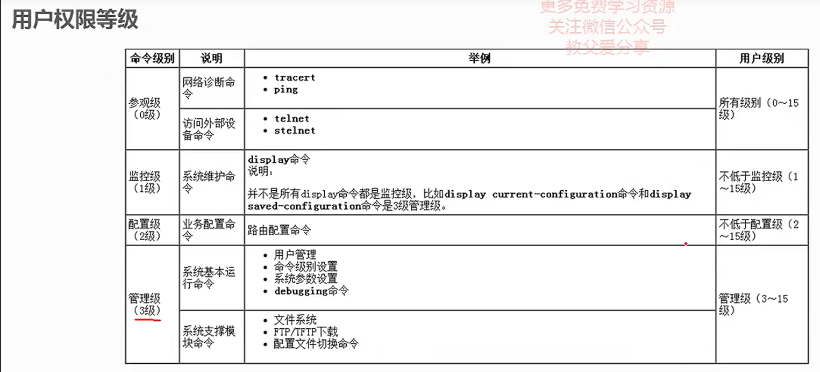 用户权限等级
更多免费学习资源
关注微信公众号
教父爱分享
命令级别 说明 举例 用户级别
参观级
（0级）
网络诊断命
令
• tracert
• ping
访问外部设
备命令
• telnet
• stelnet
所有级别（0～15
级）
监控级
（1级）
系统维护命
令
display命令
说明：
并不是所有display命令都是监控级，比如display current-configuration命令和display
saved-configuration命令是3级管理级。
不低于监控级（1
～15级）
配置级
（2级）
业务配置命
令
路由配置命令
不低于配置级（2
～15级）
管理级
（3级）
系统基本运
行命令
• 用户管理
• 命令级别设置
• 系统参数设置
• debugging命令
系统支撑模
块命令
• 文件系统
• FTP/TFTP下载
• 配置文件切换命令
管理级（3～15
级）